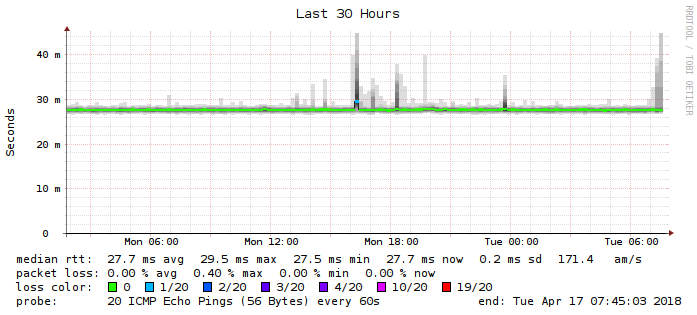 Last 30 Hours
RRDTOOL / TOBI OETIKER
Seconds
40 m
30 m
20 m
10 m
0
Mon 06:00 Mon 12:00 Mon 18:00 Tue 00:00 Tue 06:00
median rtt: 27.7 ms avg 29.5 ms max 27.5 ms min 27.7 ms now 0.2 ms sd 171.4 am/s
packet loss: 0.00 % avg 0.40 % max 0.00 % min 0.00 % now
loss color: 0 1/20 2/20 3/20 4/20 10/20 19/20
probe: 20 ICMP Echo Pings (56 Bytes) every 60s end: Tue Apr 17 07:45:03 2018